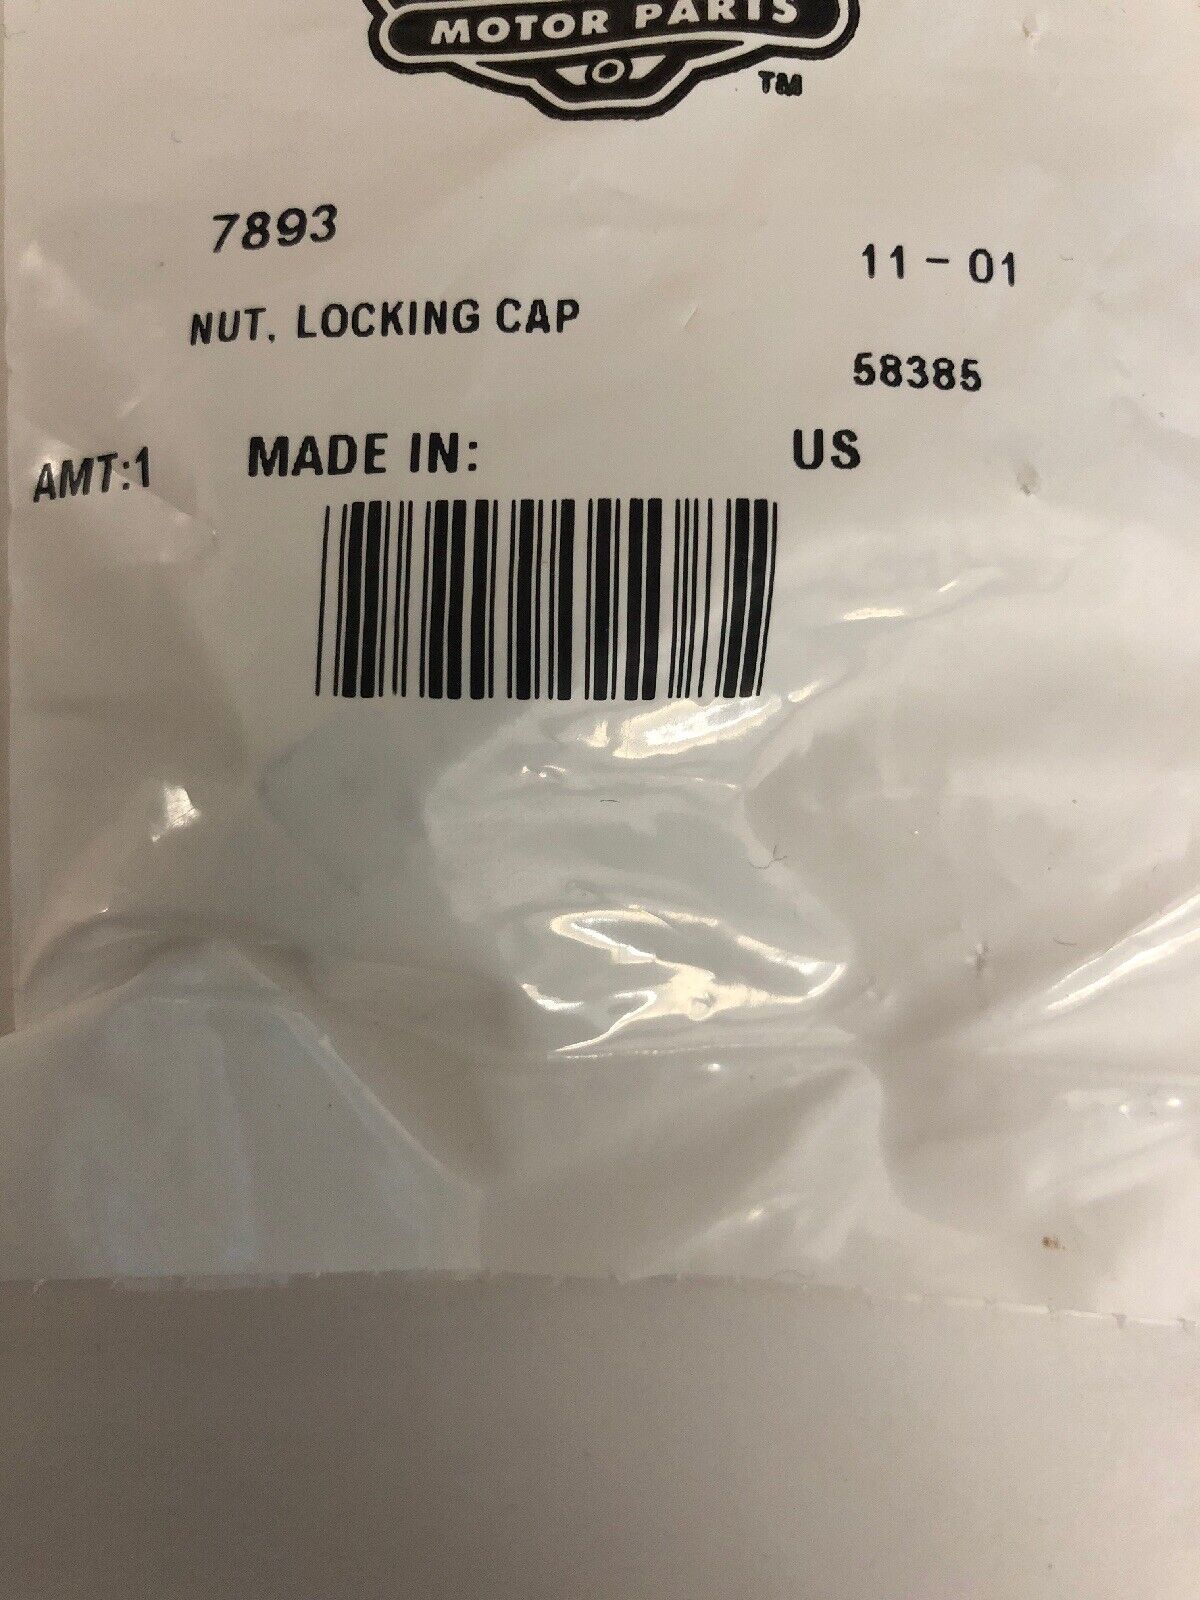 MOTOR PARTS
TM
7893
11 - 01
NUT, LOCKING CAP
58385
AMT:1 MADE IN: US